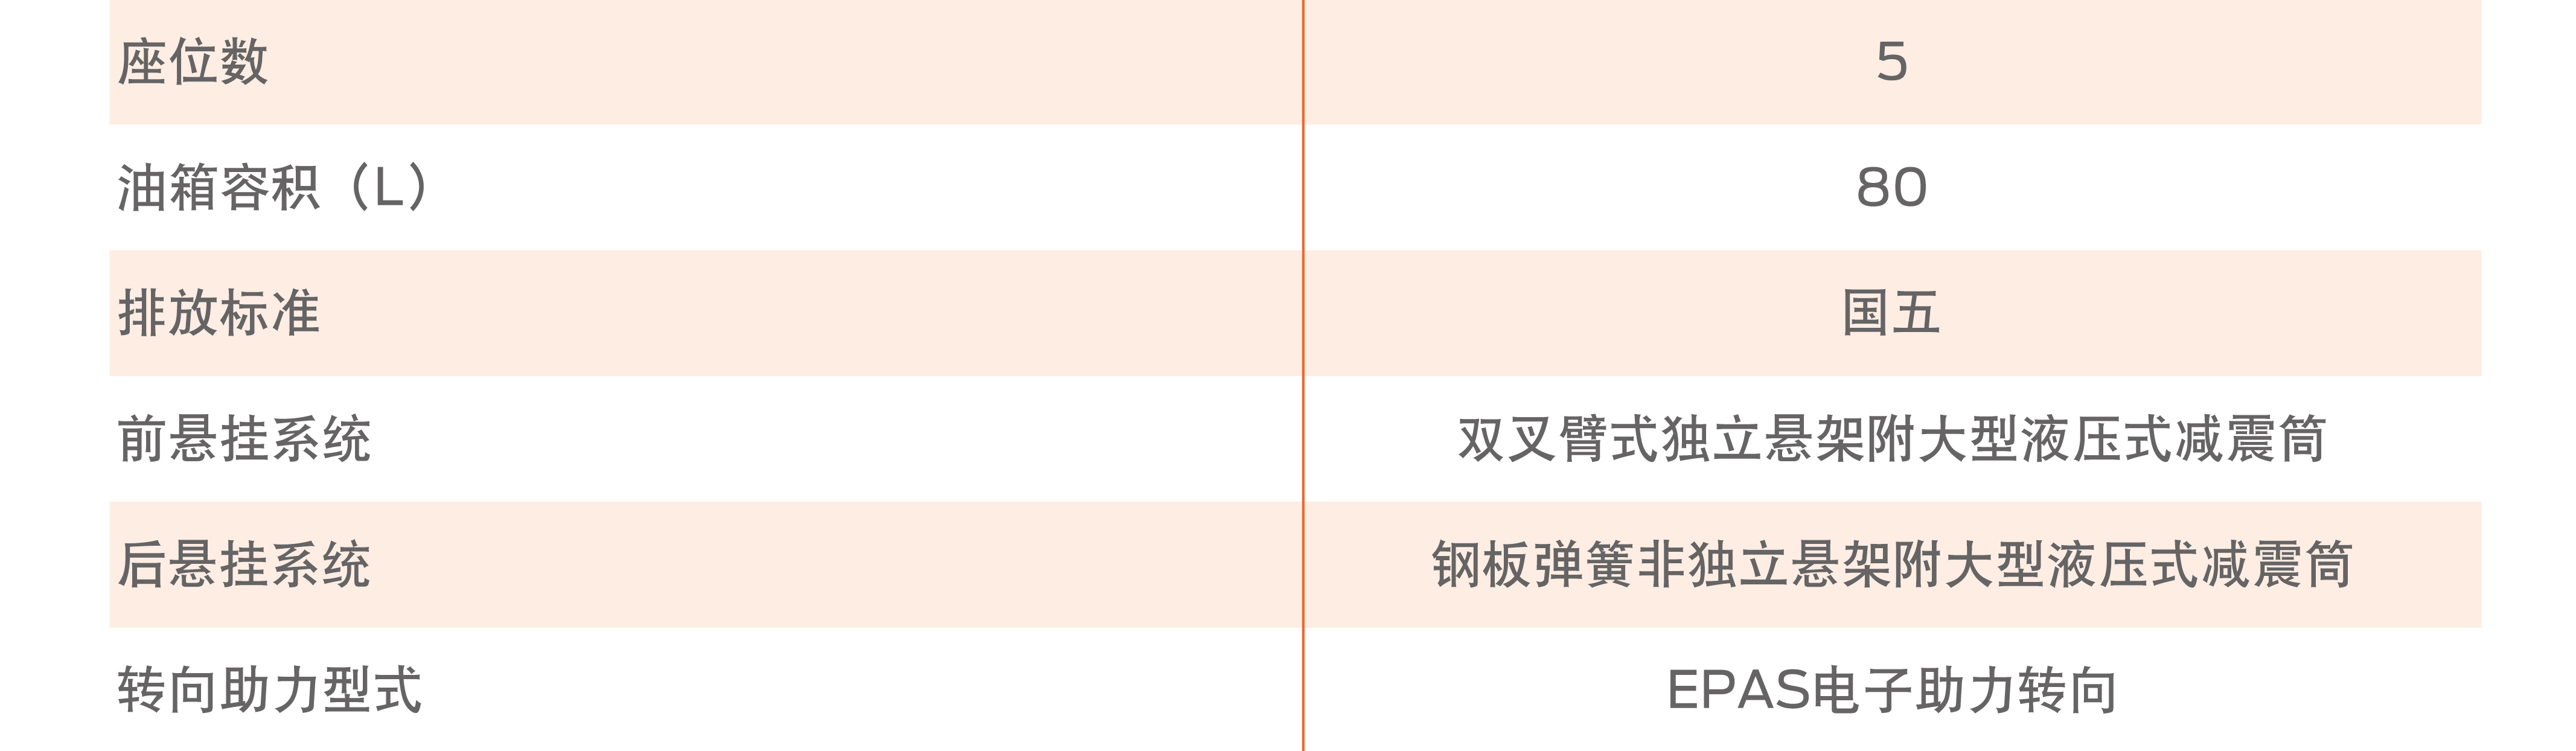 座位数 5
油箱容积（L） 80
排放标准 国五
前悬挂系统 双叉臂式独立悬架附大型液压式减震筒
后悬挂系统 钢板弹簧非独立悬架附大型液压式减震筒
转向助力型式 EPAS电子助力转向